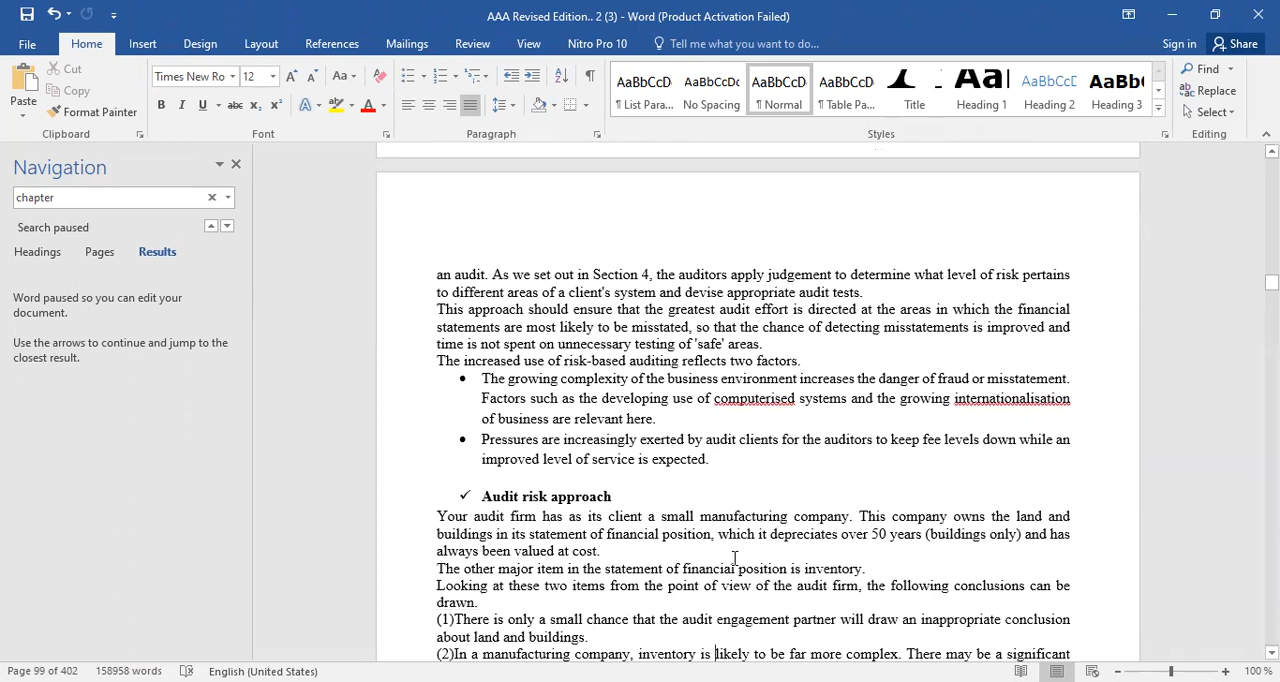 AAA Revised Edition.. 2 (3) - Word (Product Activation Failed)
File Home Insert Design Layout References Mailings Review View Nitro Pro 10 Tell me what you want to do... Sign in Share
Paste
Cut
Copy
Format Painter
Clipboard
Times New Ro 12
Font
Paragraph
AaBbCcD AaBbCcDc AaBbCcD AaBbCcD AaBbCcD AaBbC
¶ List Para... No Spacing ¶ Normal ¶ Table Pa... Title Heading 1 Heading 2 Heading 3
Styles
Find
Replace
Select
Editing
Navigation
chapter
Search paused
Headings Pages Results
Word paused so you can edit your
document.
Use the arrows to continue and jump to the
closest result.
an audit. As we set out in Section 4, the auditors apply judgement to determine what level of risk pertains
to different areas of a client's system and devise appropriate audit tests.
This approach should ensure that the greatest audit effort is directed at the areas in which the financial
statements are most likely to be misstated, so that the chance of detecting misstatements is improved and
time is not spent on unnecessary testing of 'safe' areas.
The increased use of risk-based auditing reflects two factors.
• The growing complexity of the business environment increases the danger of fraud or misstatement.
Factors such as the developing use of computerised systems and the growing internationalisation
of business are relevant here.
• Pressures are increasingly exerted by audit clients for the auditors to keep fee levels down while an
improved level of service is expected.
✓ Audit risk approach
Your audit firm has as its client a small manufacturing company. This company owns the land and
buildings in its statement of financial position, which it depreciates over 50 years (buildings only) and has
always been valued at cost.
The other major item in the statement of financial position is inventory.
Looking at these two items from the point of view of the audit firm, the following conclusions can be
drawn.
(1)There is only a small chance that the audit engagement partner will draw an inappropriate conclusion
about land and buildings.
(2)In a manufacturing company, inventory is likely to be far more complex. There may be a significant
Page 99 of 402 158958 words English (United States) 100 %